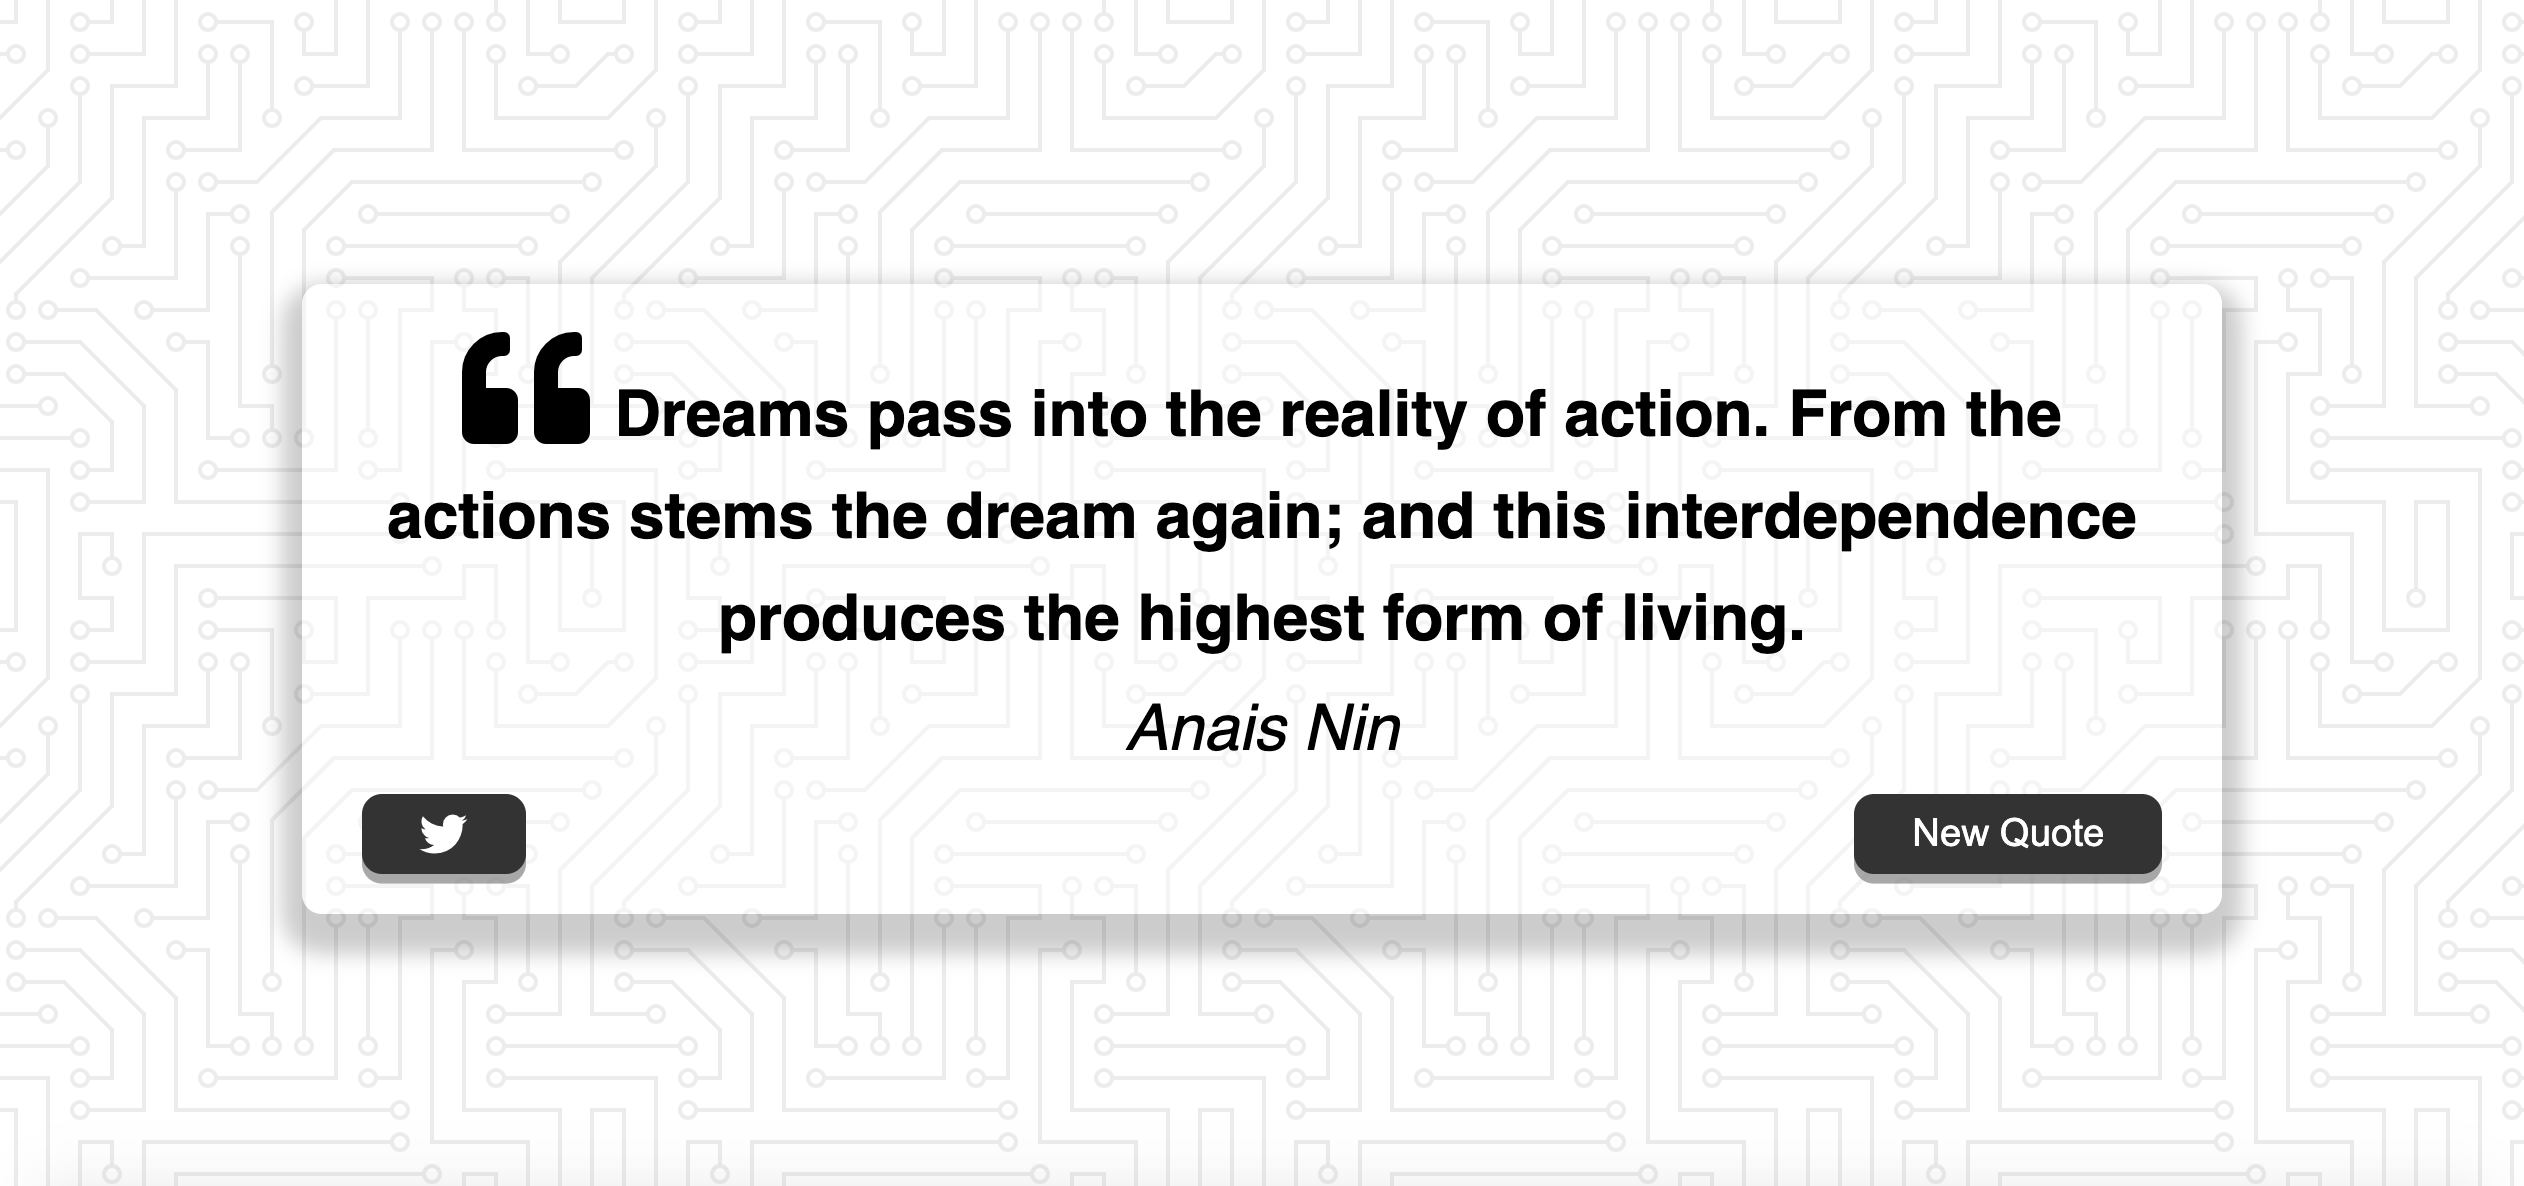 Dreams pass into the reality of action. From the
actions stems the dream again; and this interdependence
produces the highest form of living.
Anais Nin
New Quote